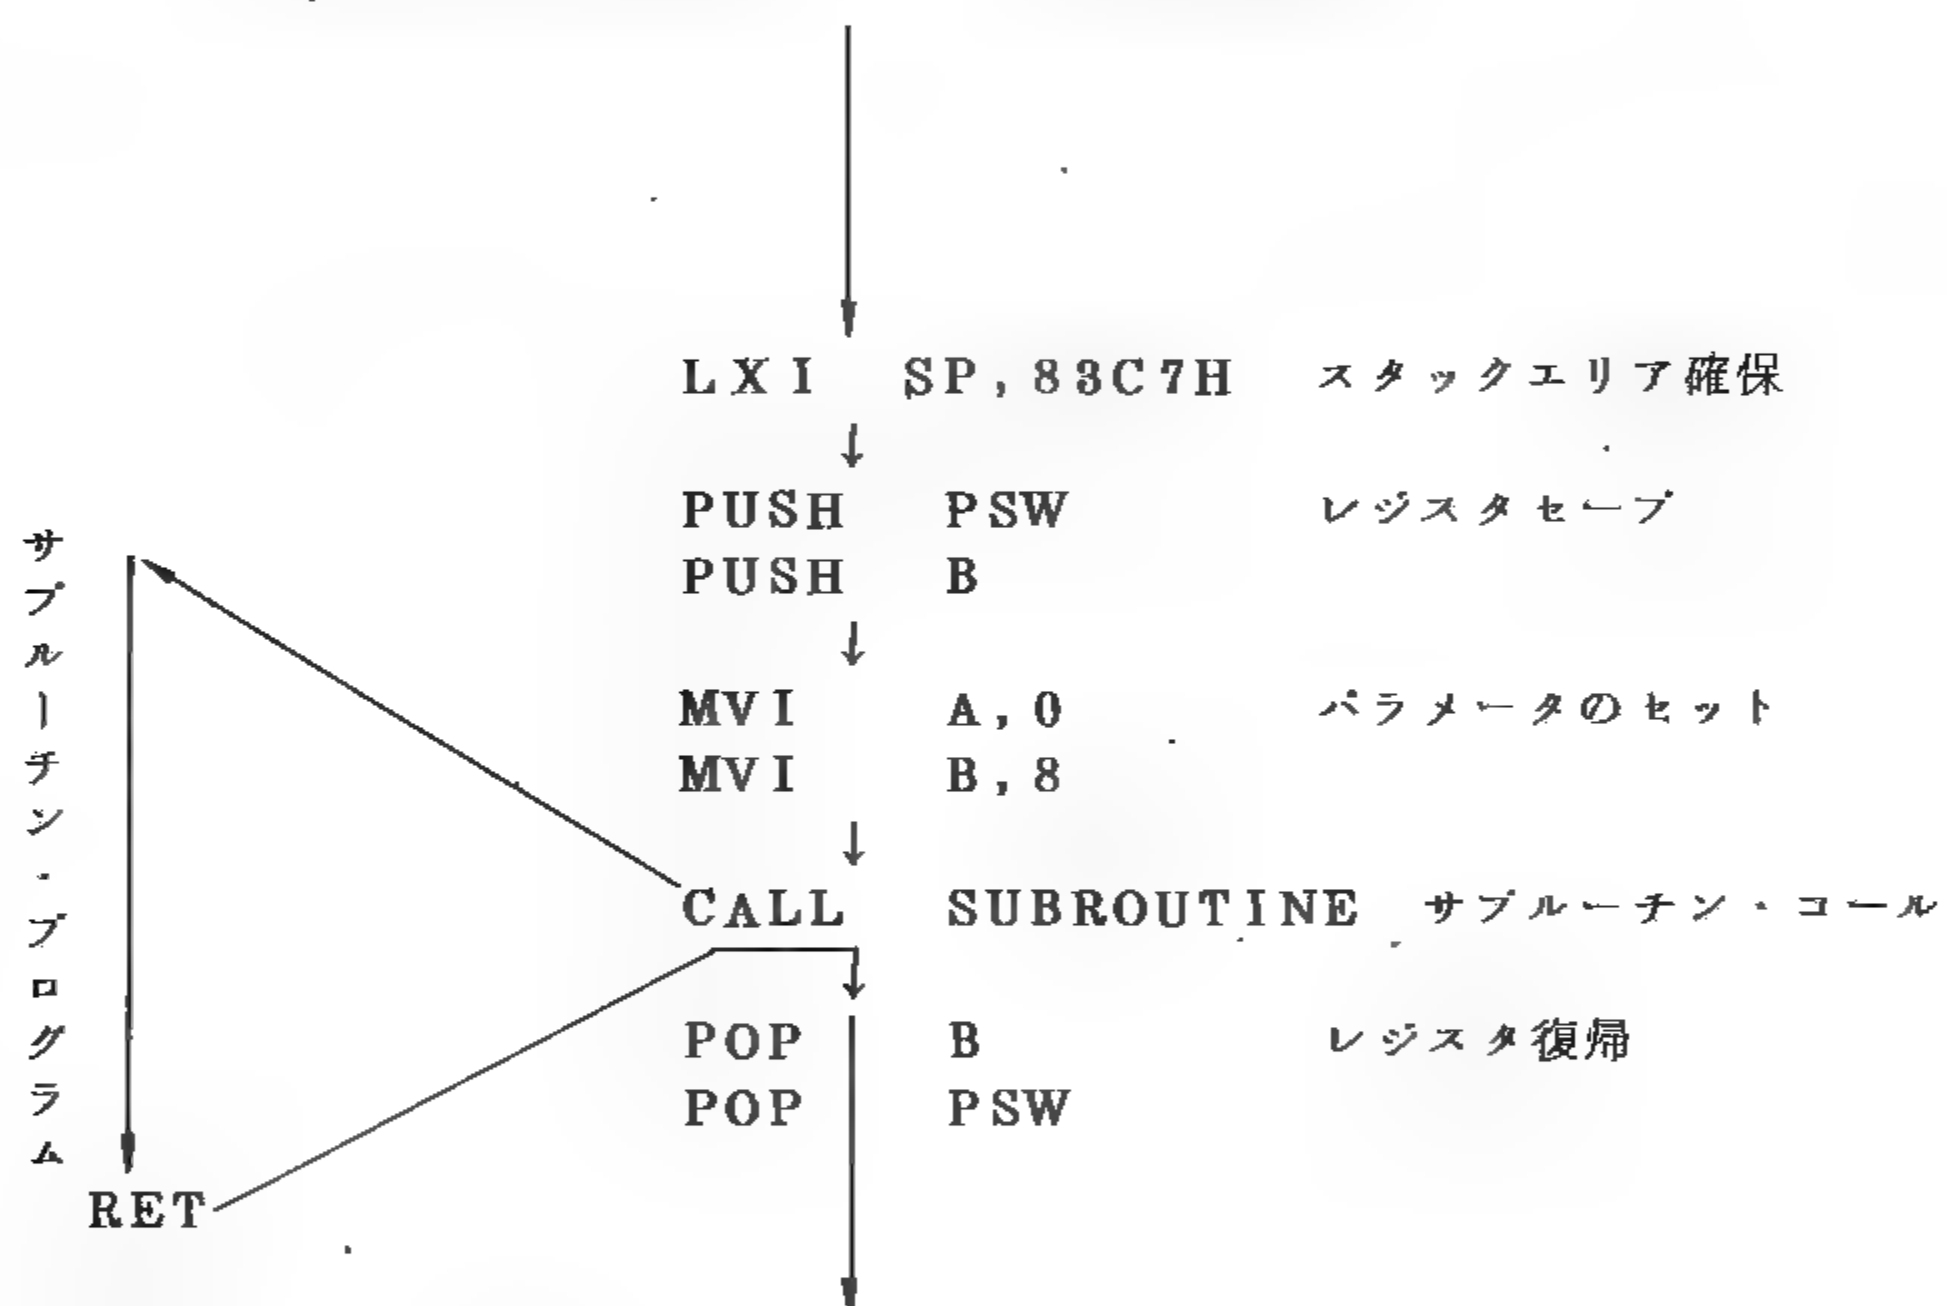 LXI SP,83C7H スタックエリア確保
PUSH PSW レジスタセーブ
PUSH B
MVI A,0 パラメータのセット
MVI B,8
CALL SUBROUTINE サブルーチン・コール
POP B レジスタ復帰
POP PSW
サブルーチン・プログラム
RET